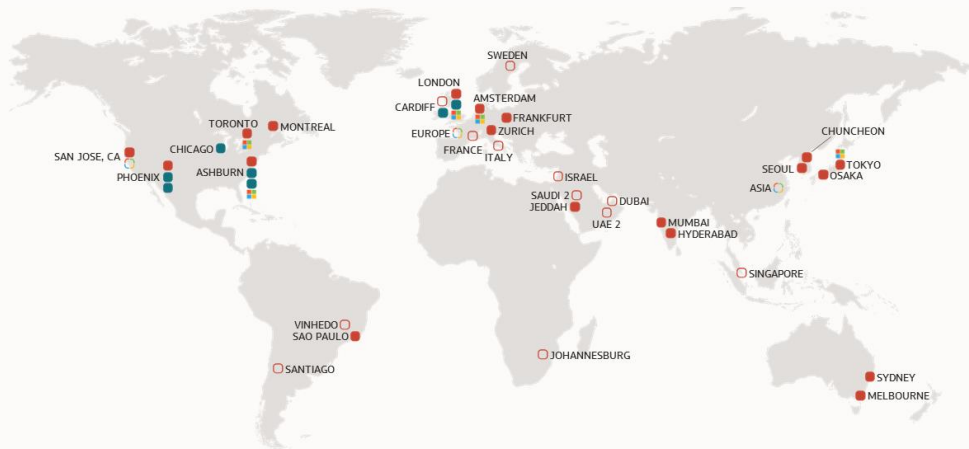 SWEDEN
LONDON
AMSTERDAM
CARDIFF
FRANKFURT
TORONTO
MONTREAL
EUROPE
ZURICH
CHUNCHEON
CHICAGO
FRANCE
ITALY
SAN JOSE, CA
PHOENIX
ASHBURN
SEOUL
TOKYO
OSAKA
ISRAEL
ASIA
SAUDI 2
DUBAI
JEDDAH
UAE 2
MUMBAI
HYDERABAD
SINGAPORE
VINHEDO
SAO PAULO
JOHANNESBURG
SANTIAGO
SYDNEY
MELBOURNE